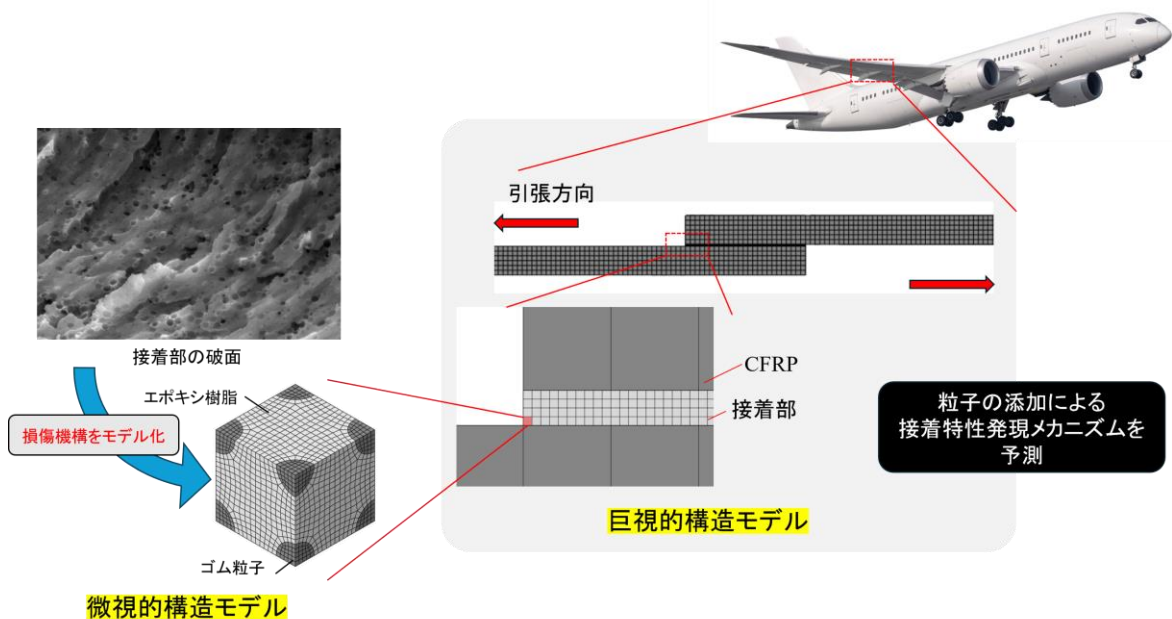 引張方向
接着部の破面
エポキシ樹脂
損傷機構をモデル化
ゴム粒子
微視的構造モデル
CFRP
接着部
巨視的構造モデル
粒子の添加による
接着特性発現メカニズムを
予測